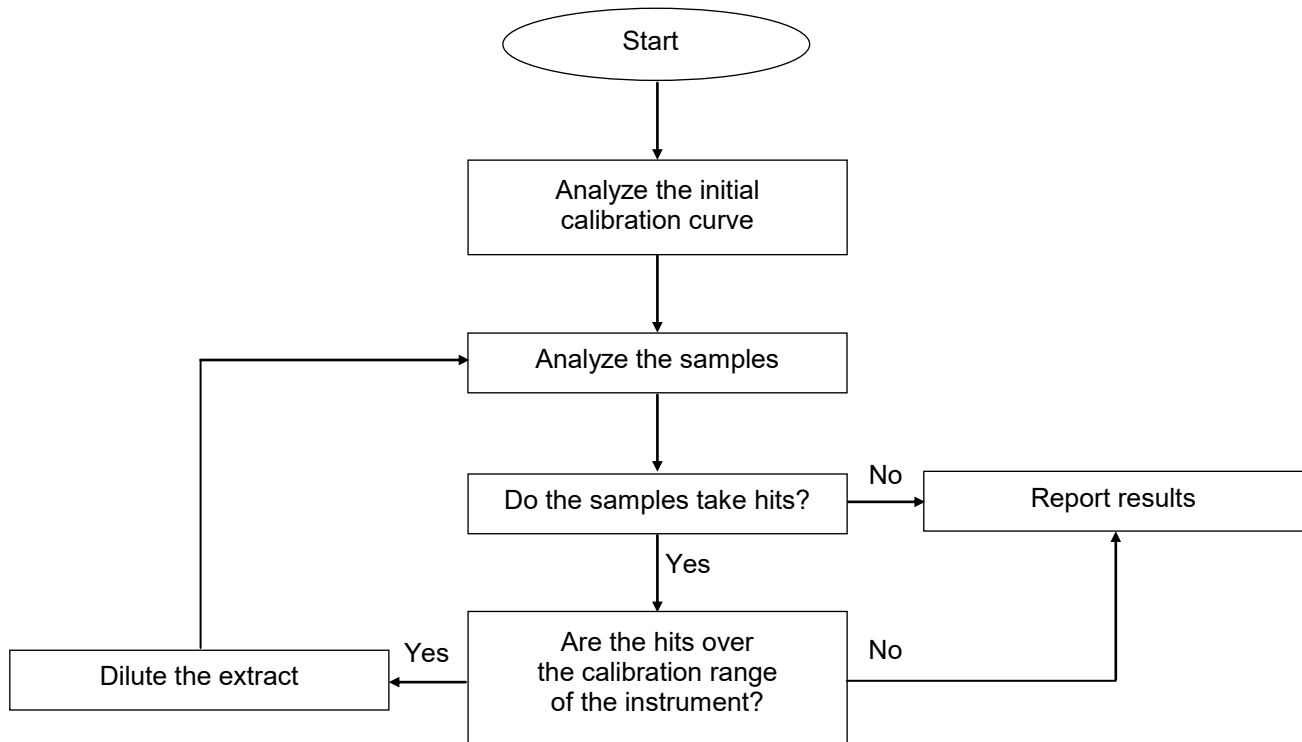 Start
Analyze the initial
calibration curve
Analyze the samples
Do the samples take hits?
No
Report results
Yes
Are the hits over
the calibration range
of the instrument?
Yes
No
Dilute the extract